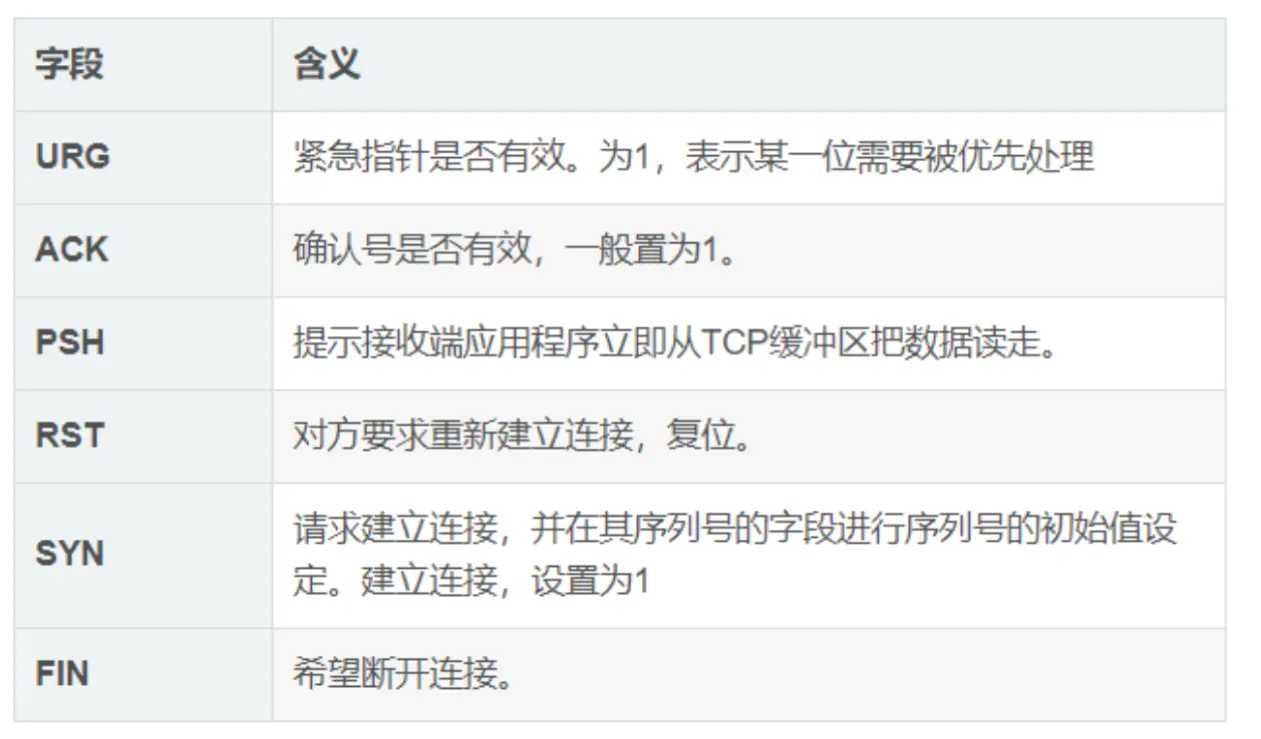 字段 含义
URG 紧急指针是否有效。为1，表示某一位需要被优先处理
ACK 确认号是否有效，一般置为1。
PSH 提示接收端应用程序立即从TCP缓冲区把数据读走。
RST 对方要求重新建立连接，复位。
SYN 请求建立连接，并在其序列号的字段进行序列号的初始值设
定。建立连接，设置为1
FIN 希望断开连接。